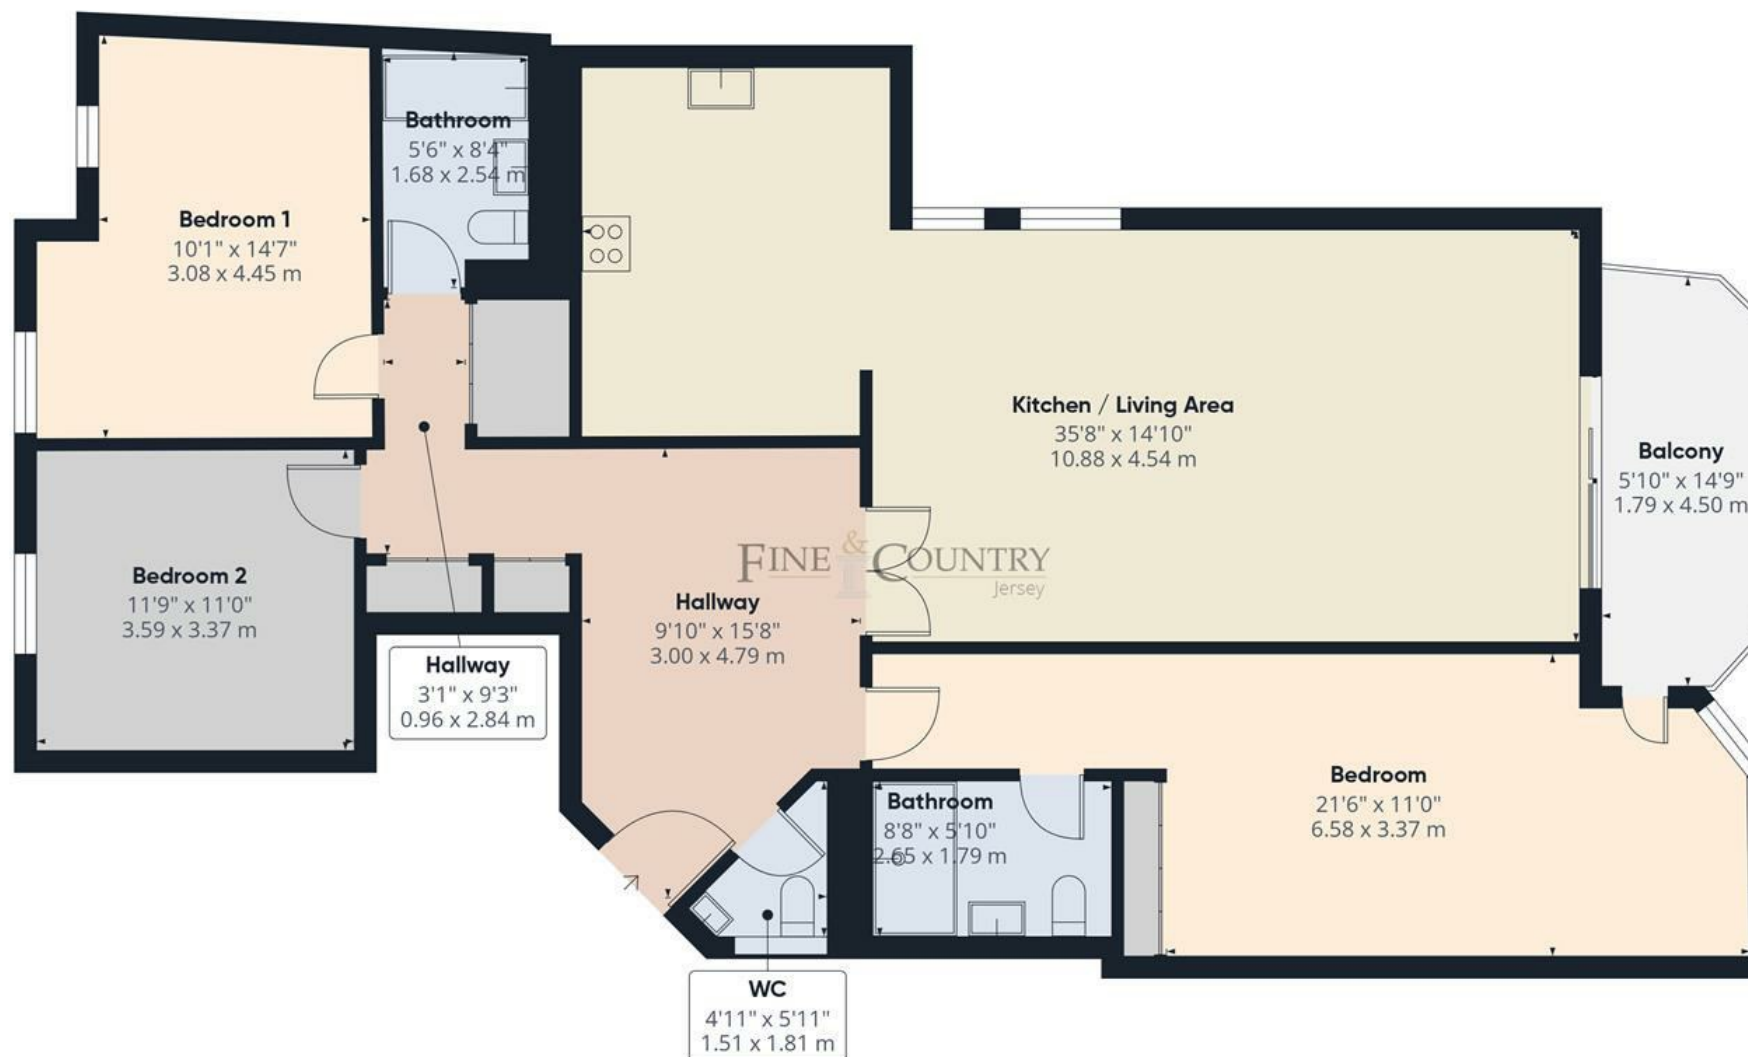 Bathroom
5'6" x 8'4"
1.68 x 2.54 m
Bedroom 1
10'1" x 14'7"
3.08 x 4.45 m
Kitchen / Living Area
35'8" x 14'10"
10.88 x 4.54 m
Balcony
5'10" x 14'9"
1.79 x 4.50 m
Bedroom 2
11'9" x 11'0"
3.59 x 3.37 m
FINE & COUNTRY
Jersey
Hallway
9'10" x 15'8"
3.00 x 4.79 m
Hallway
3'1" x 9'3"
0.96 x 2.84 m
Bathroom
8'8" x 5'10"
2.65 x 1.79 m
Bedroom
21'6" x 11'0"
6.58 x 3.37 m
WC
4'11" x 5'11"
1.51 x 1.81 m